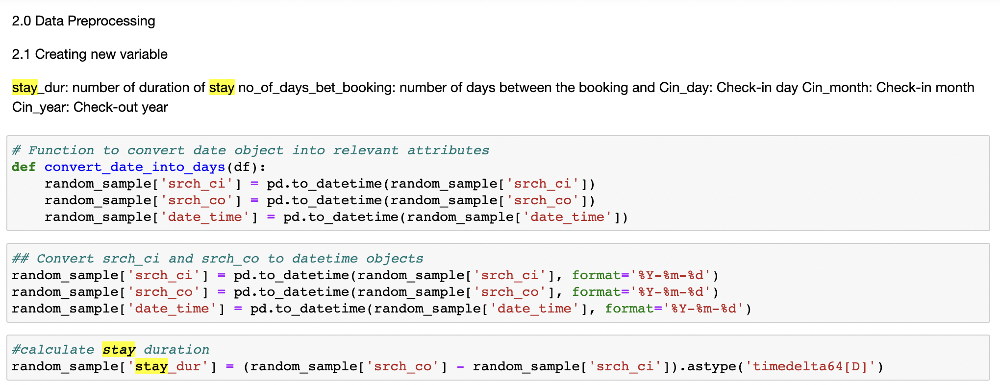 2.0 Data Preprocessing
2.1 Creating new variable
stay_dur: number of duration of stay no_of_days_bet_booking: number of days between the booking and Cin_day: Check-in day Cin_month: Check-in month
Cin_year: Check-out year
# Function to convert date object into relevant attributes
def convert_date_into_days(df):
    random_sample['srch_ci'] = pd.to_datetime(random_sample['srch_ci'])
    random_sample['srch_co'] = pd.to_datetime(random_sample['srch_co'])
    random_sample['date_time'] = pd.to_datetime(random_sample['date_time'])
## Convert srch_ci and srch_co to datetime objects
random_sample['srch_ci'] = pd.to_datetime(random_sample['srch_ci'], format='%Y-%m-%d')
random_sample['srch_co'] = pd.to_datetime(random_sample['srch_co'], format='%Y-%m-%d')
random_sample['date_time'] = pd.to_datetime(random_sample['date_time'], format='%Y-%m-%d')
#calculate stay duration
random_sample['stay_dur'] = (random_sample['srch_co'] - random_sample['srch_ci']).astype('timedelta64[D]')